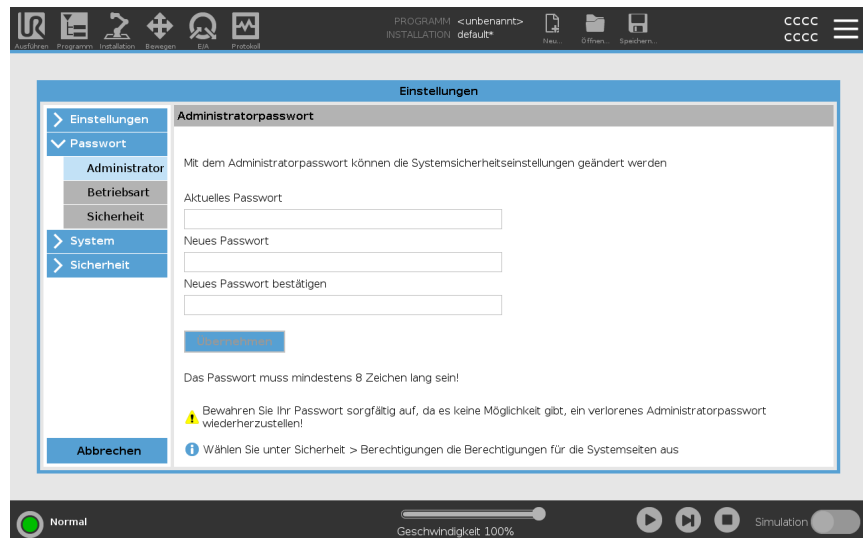 PROGRAMM <unbenannt>
INSTALLATION default*
CCCC
CCCC
Ausführen Programm Installation Bewegen E/A Protokoll Neu... Öffnen... Speichern...
Einstellungen
Einstellungen
Passwort
Administrator
Betriebsart
Sicherheit
System
Sicherheit
Abbrechen
Administratorpasswort
Mit dem Administratorpasswort können die Systemsicherheitseinstellungen geändert werden
Aktuelles Passwort
Neues Passwort
Neues Passwort bestätigen
Übernehmen
Das Passwort muss mindestens 8 Zeichen lang sein!
Bewahren Sie Ihr Passwort sorgfältig auf, da es keine Möglichkeit gibt, ein verlorenes Administratorpasswort
wiederherzustellen!
Wählen Sie unter Sicherheit > Berechtigungen die Berechtigungen für die Systemseiten aus
Normal
Geschwindigkeit 100%
Simulation